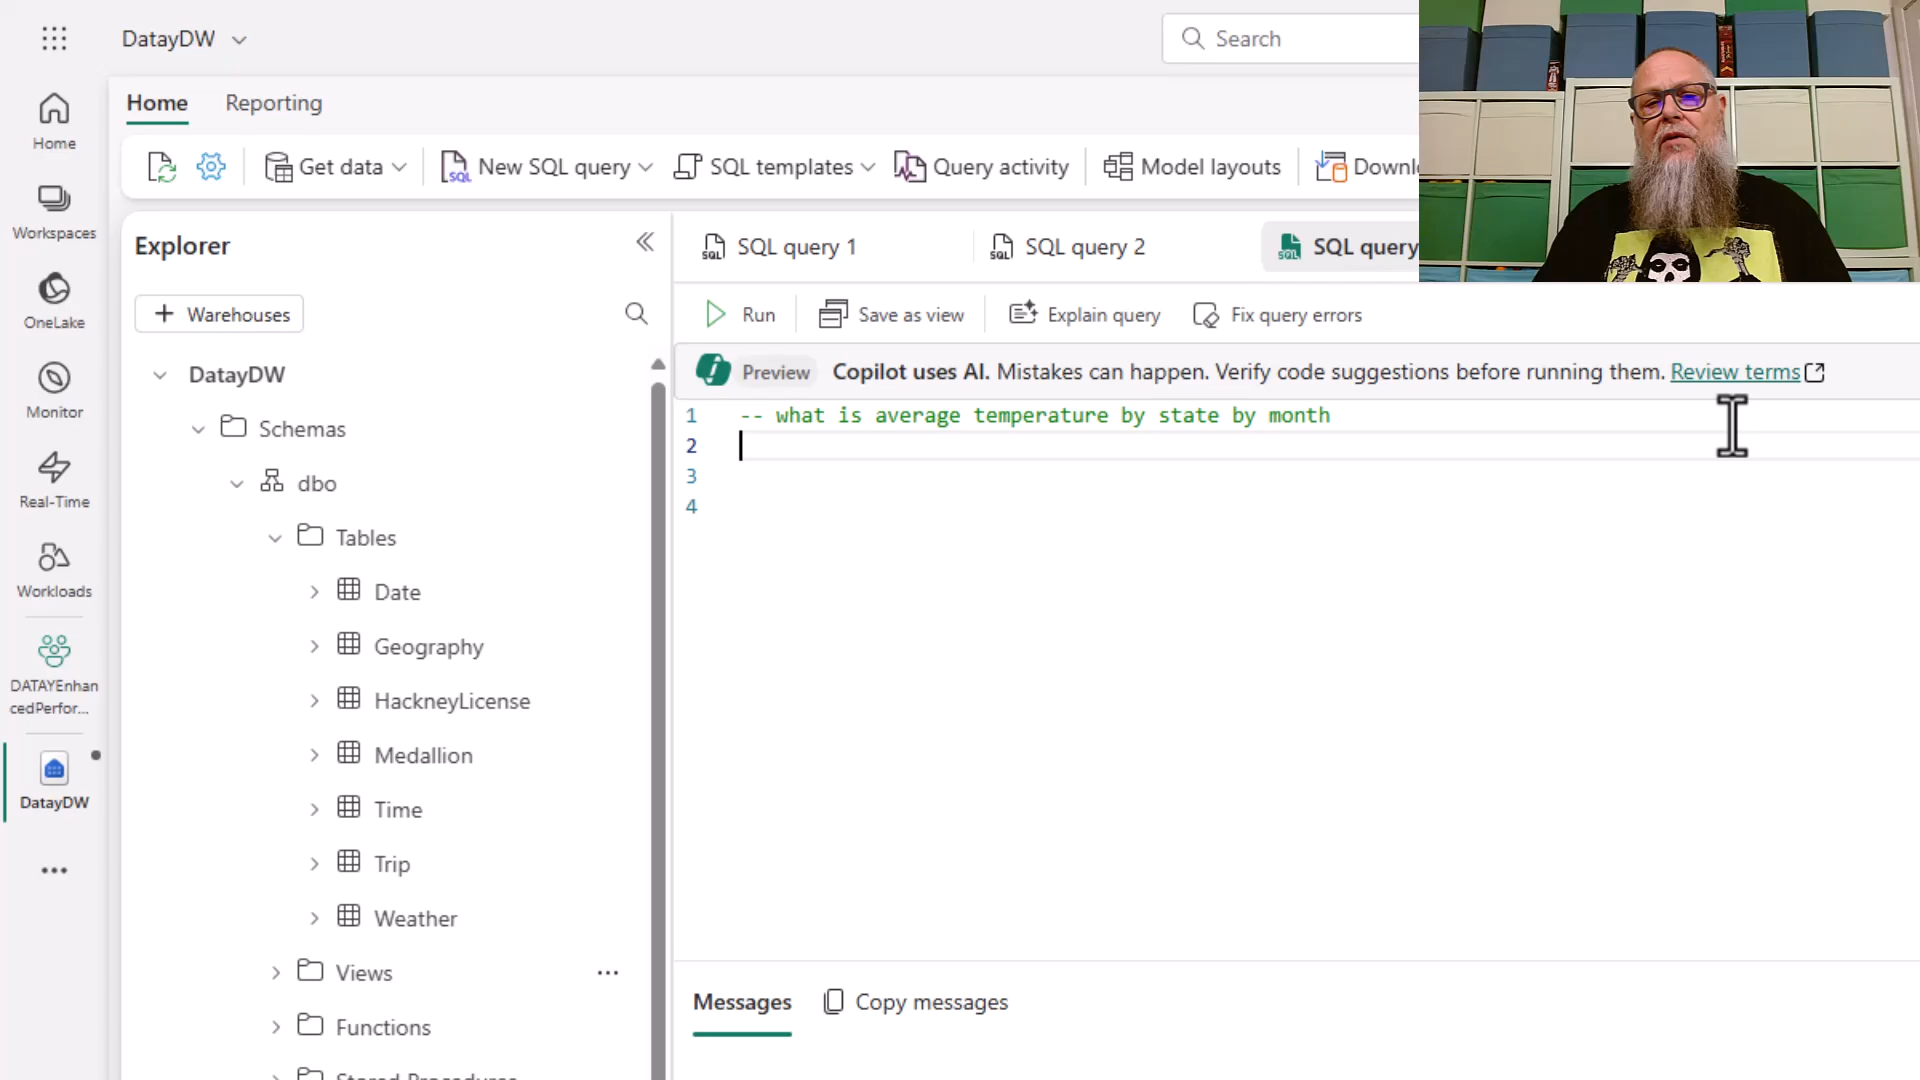 DatayDW
Search
Home
Reporting
Get data
New SQL query
SQL templates
Query activity
Model layouts
Downl
Home
Workspaces
OneLake
Monitor
Real-Time
Workloads
DATAYEnhan
cedPerfor...
DatayDW
Explorer
Warehouses
DatayDW
Schemas
dbo
Tables
Date
Geography
HackneyLicense
Medallion
Time
Trip
Weather
Views
Functions
Stored Procedures
SQL query 1
SQL query 2
SQL query
Run
Save as view
Explain query
Fix query errors
Preview
Copilot uses AI. Mistakes can happen. Verify code suggestions before running them. Review terms
1 -- what is average temperature by state by month
2
3
4
Messages
Copy messages